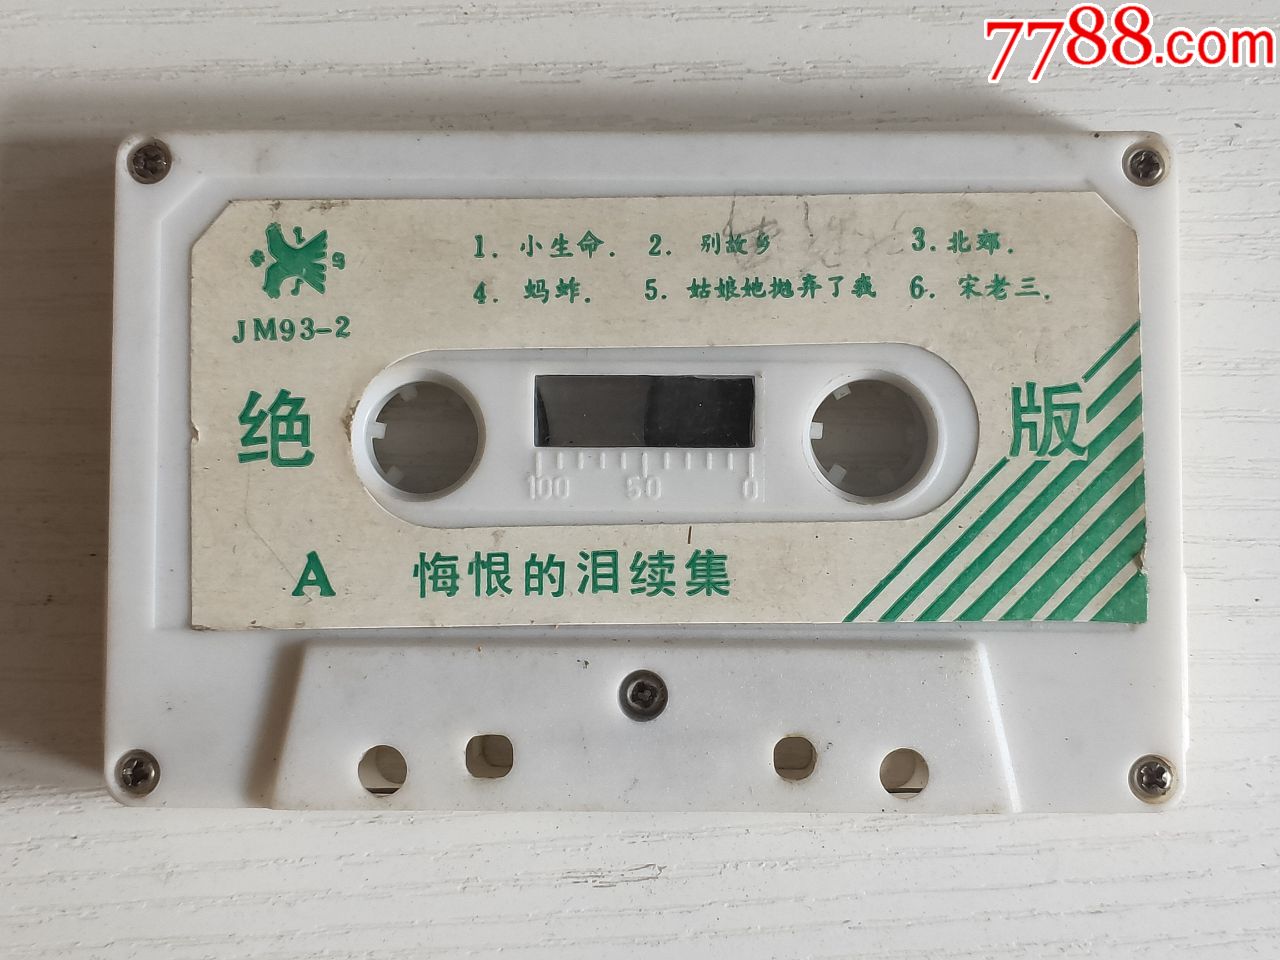 7788.com
1. 小生命. 2. 别故乡 3. 北郊.
4. 蚂蚱. 5. 姑娘她抛弃了我 6. 宋老三.
JM93-2
绝 版
100 50 0
A 悔恨的泪续集